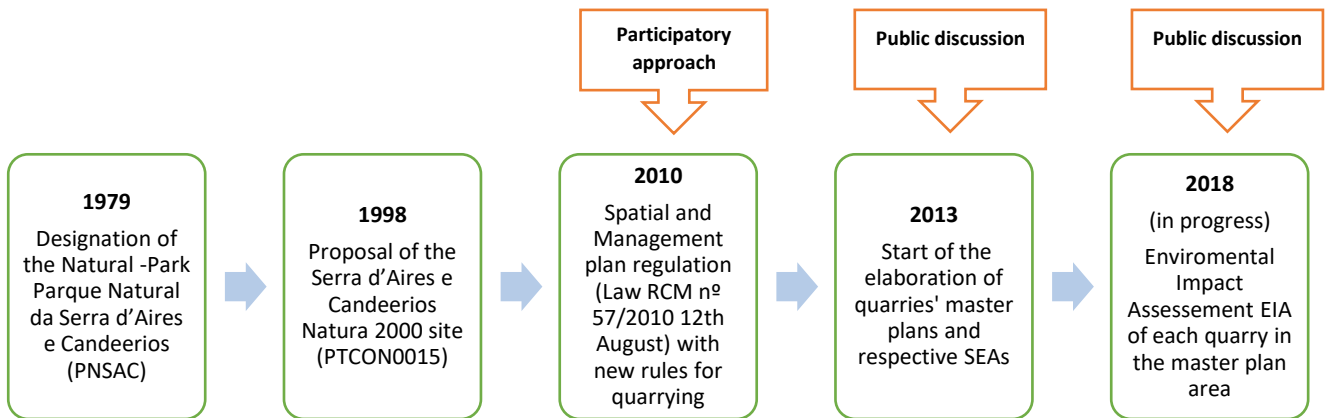 Participatory
approach
Public discussion
Public discussion
1979
Designation of
the Natural -Park
Parque Natural
da Serra d’Aires
e Candeerios
(PNSAC)
1998
Proposal of the
Serra d’Aires e
Candeerios
Natura 2000 site
(PTCON0015)
2010
Spatial and
Management
plan regulation
(Law RCM nº
57/2010 12th
August) with
new rules for
quarrying
2013
Start of the
elaboration of
quarries' master
plans and
respective SEAs
2018
(in progress)
Enviromental
Impact
Assessement EIA
of each quarry in
the master plan
area